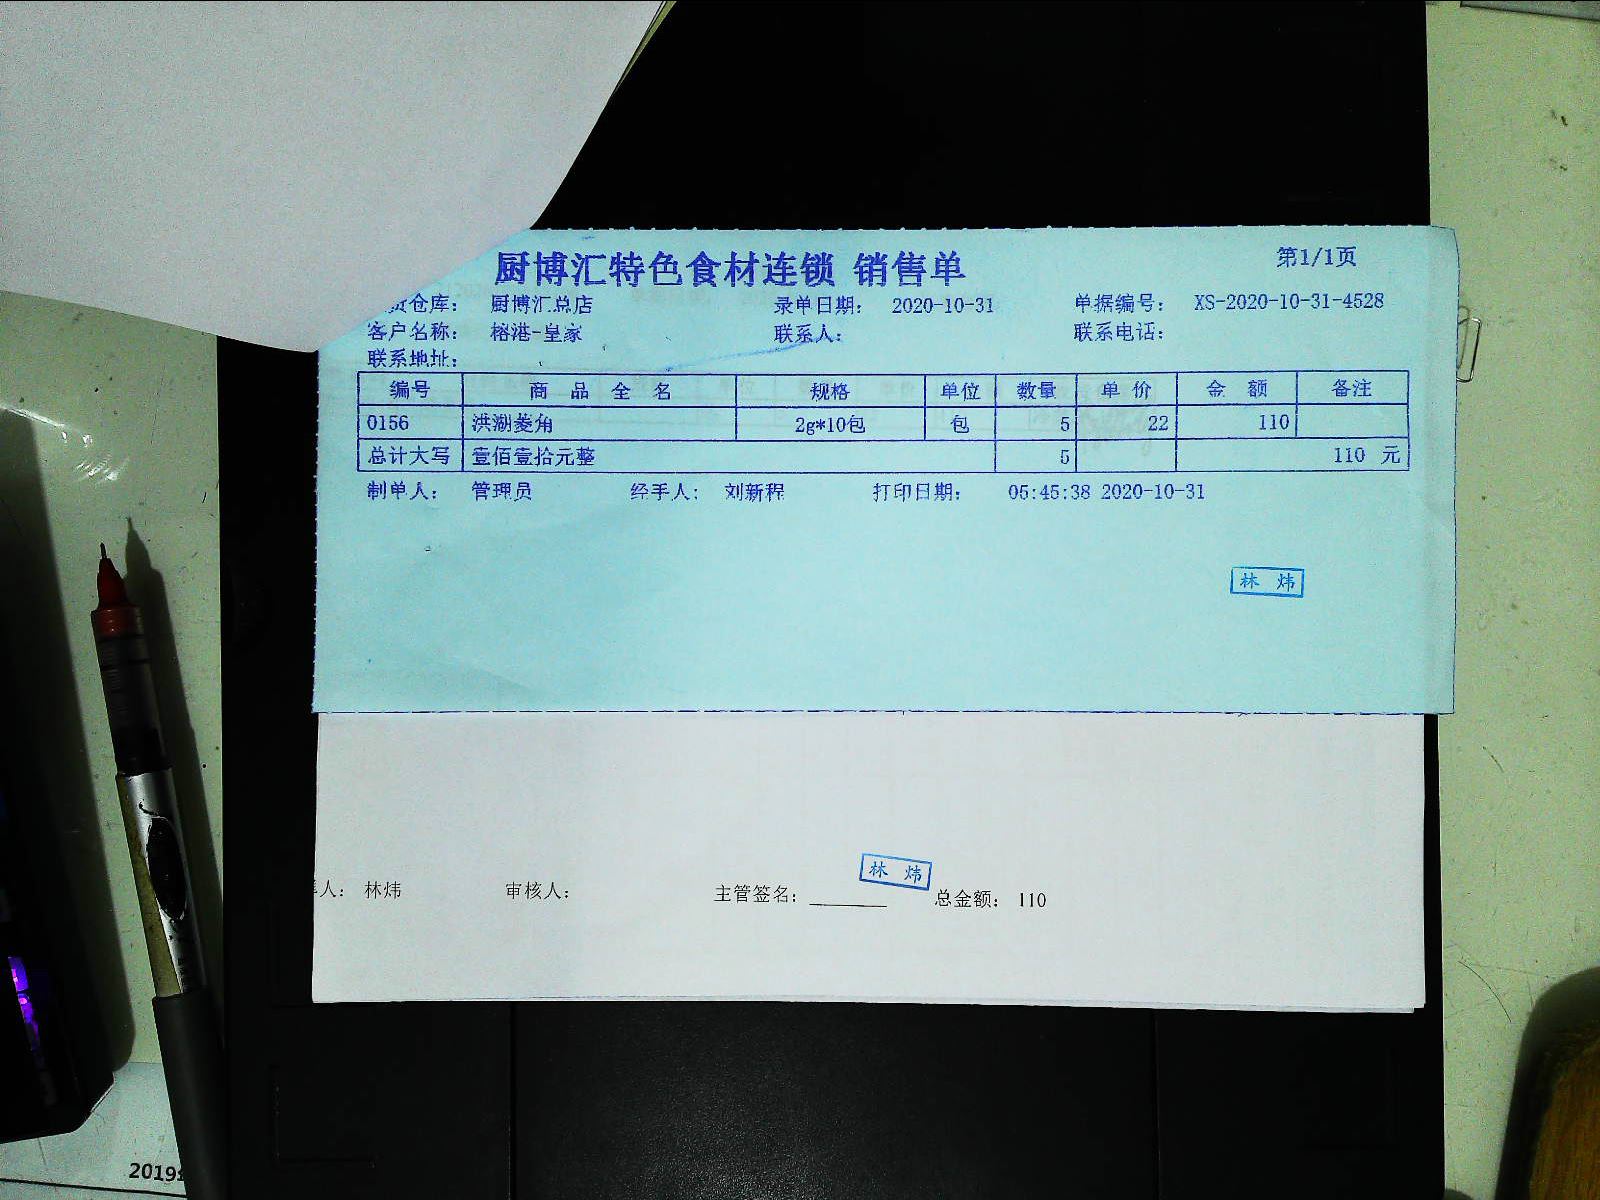 厨博汇特色食材连锁 销售单
第1/1页
货仓库: 厨博汇总店 录单日期: 2020-10-31 单据编号: XS-2020-10-31-4528
客户名称: 榕港-皇家 联系人: 联系电话:
联系地址:
编号 商品全名 规格 单位 数量 单价 金额 备注
0156 洪湖菱角 2g*10包 包 5 22 110
总计大写 壹佰壹拾元整 5 110 元
制单人: 管理员 经手人: 刘新程 打印日期: 05:45:38 2020-10-31
林 炜
林 炜
人: 林炜 审核人: 主管签名: 总金额: 110
2019